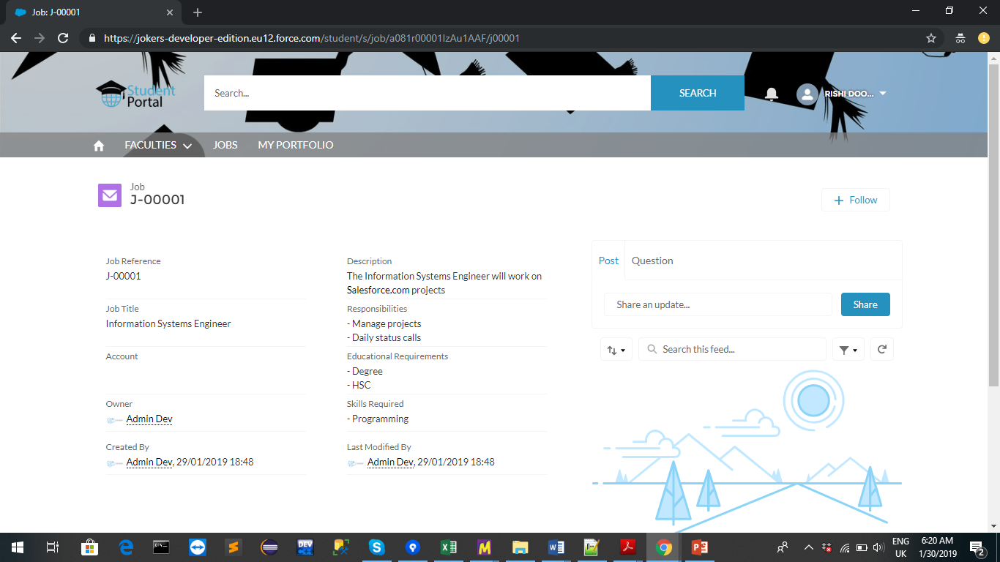 Job: J-00001
https://jokers-developer-edition.eu12.force.com/student/s/job/a081r00001IzAu1AAF/j00001
Student
Portal
Search...
SEARCH
RISHI DOO...
FACULTIES
JOBS
MY PORTFOLIO
Job
J-00001
Follow
Job Reference
J-00001
Job Title
Information Systems Engineer
Account
Owner
Admin Dev
Created By
Admin Dev, 29/01/2019 18:48
Description
The Information Systems Engineer will work on
Salesforce.com projects
Responsibilities
- Manage projects
- Daily status calls
Educational Requirements
- Degree
- HSC
Skills Required
- Programming
Last Modified By
Admin Dev, 29/01/2019 18:48
Post
Question
Share an update...
Share
Search this feed...
DEV
ENG
UK
6:20 AM
1/30/2019
2